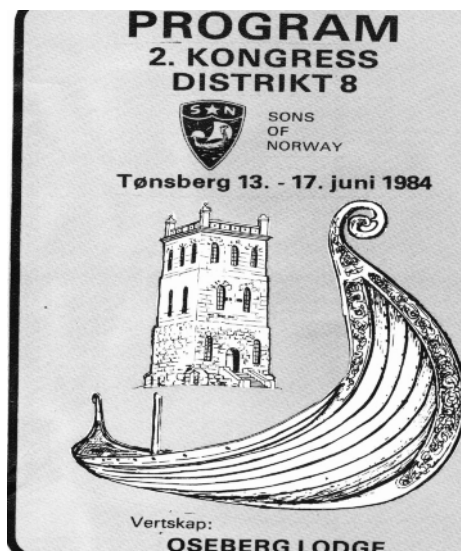 PROGRAM
2. KONGRESS
DISTRIKT 8
S N
SONS
OF
NORWAY
Tønsberg 13. - 17. juni 1984
Vertskap:
OSEBERG LODGE